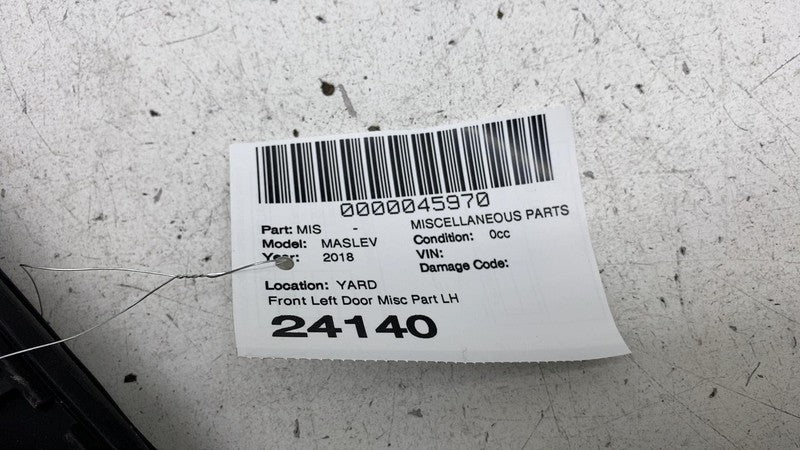 0000045970
Part: MIS - MISCELLANEOUS PARTS
Model: MASLEV Condition: 0cc
Year: 2018 VIN:
Damage Code:
Location: YARD
Front Left Door Misc Part LH
24140